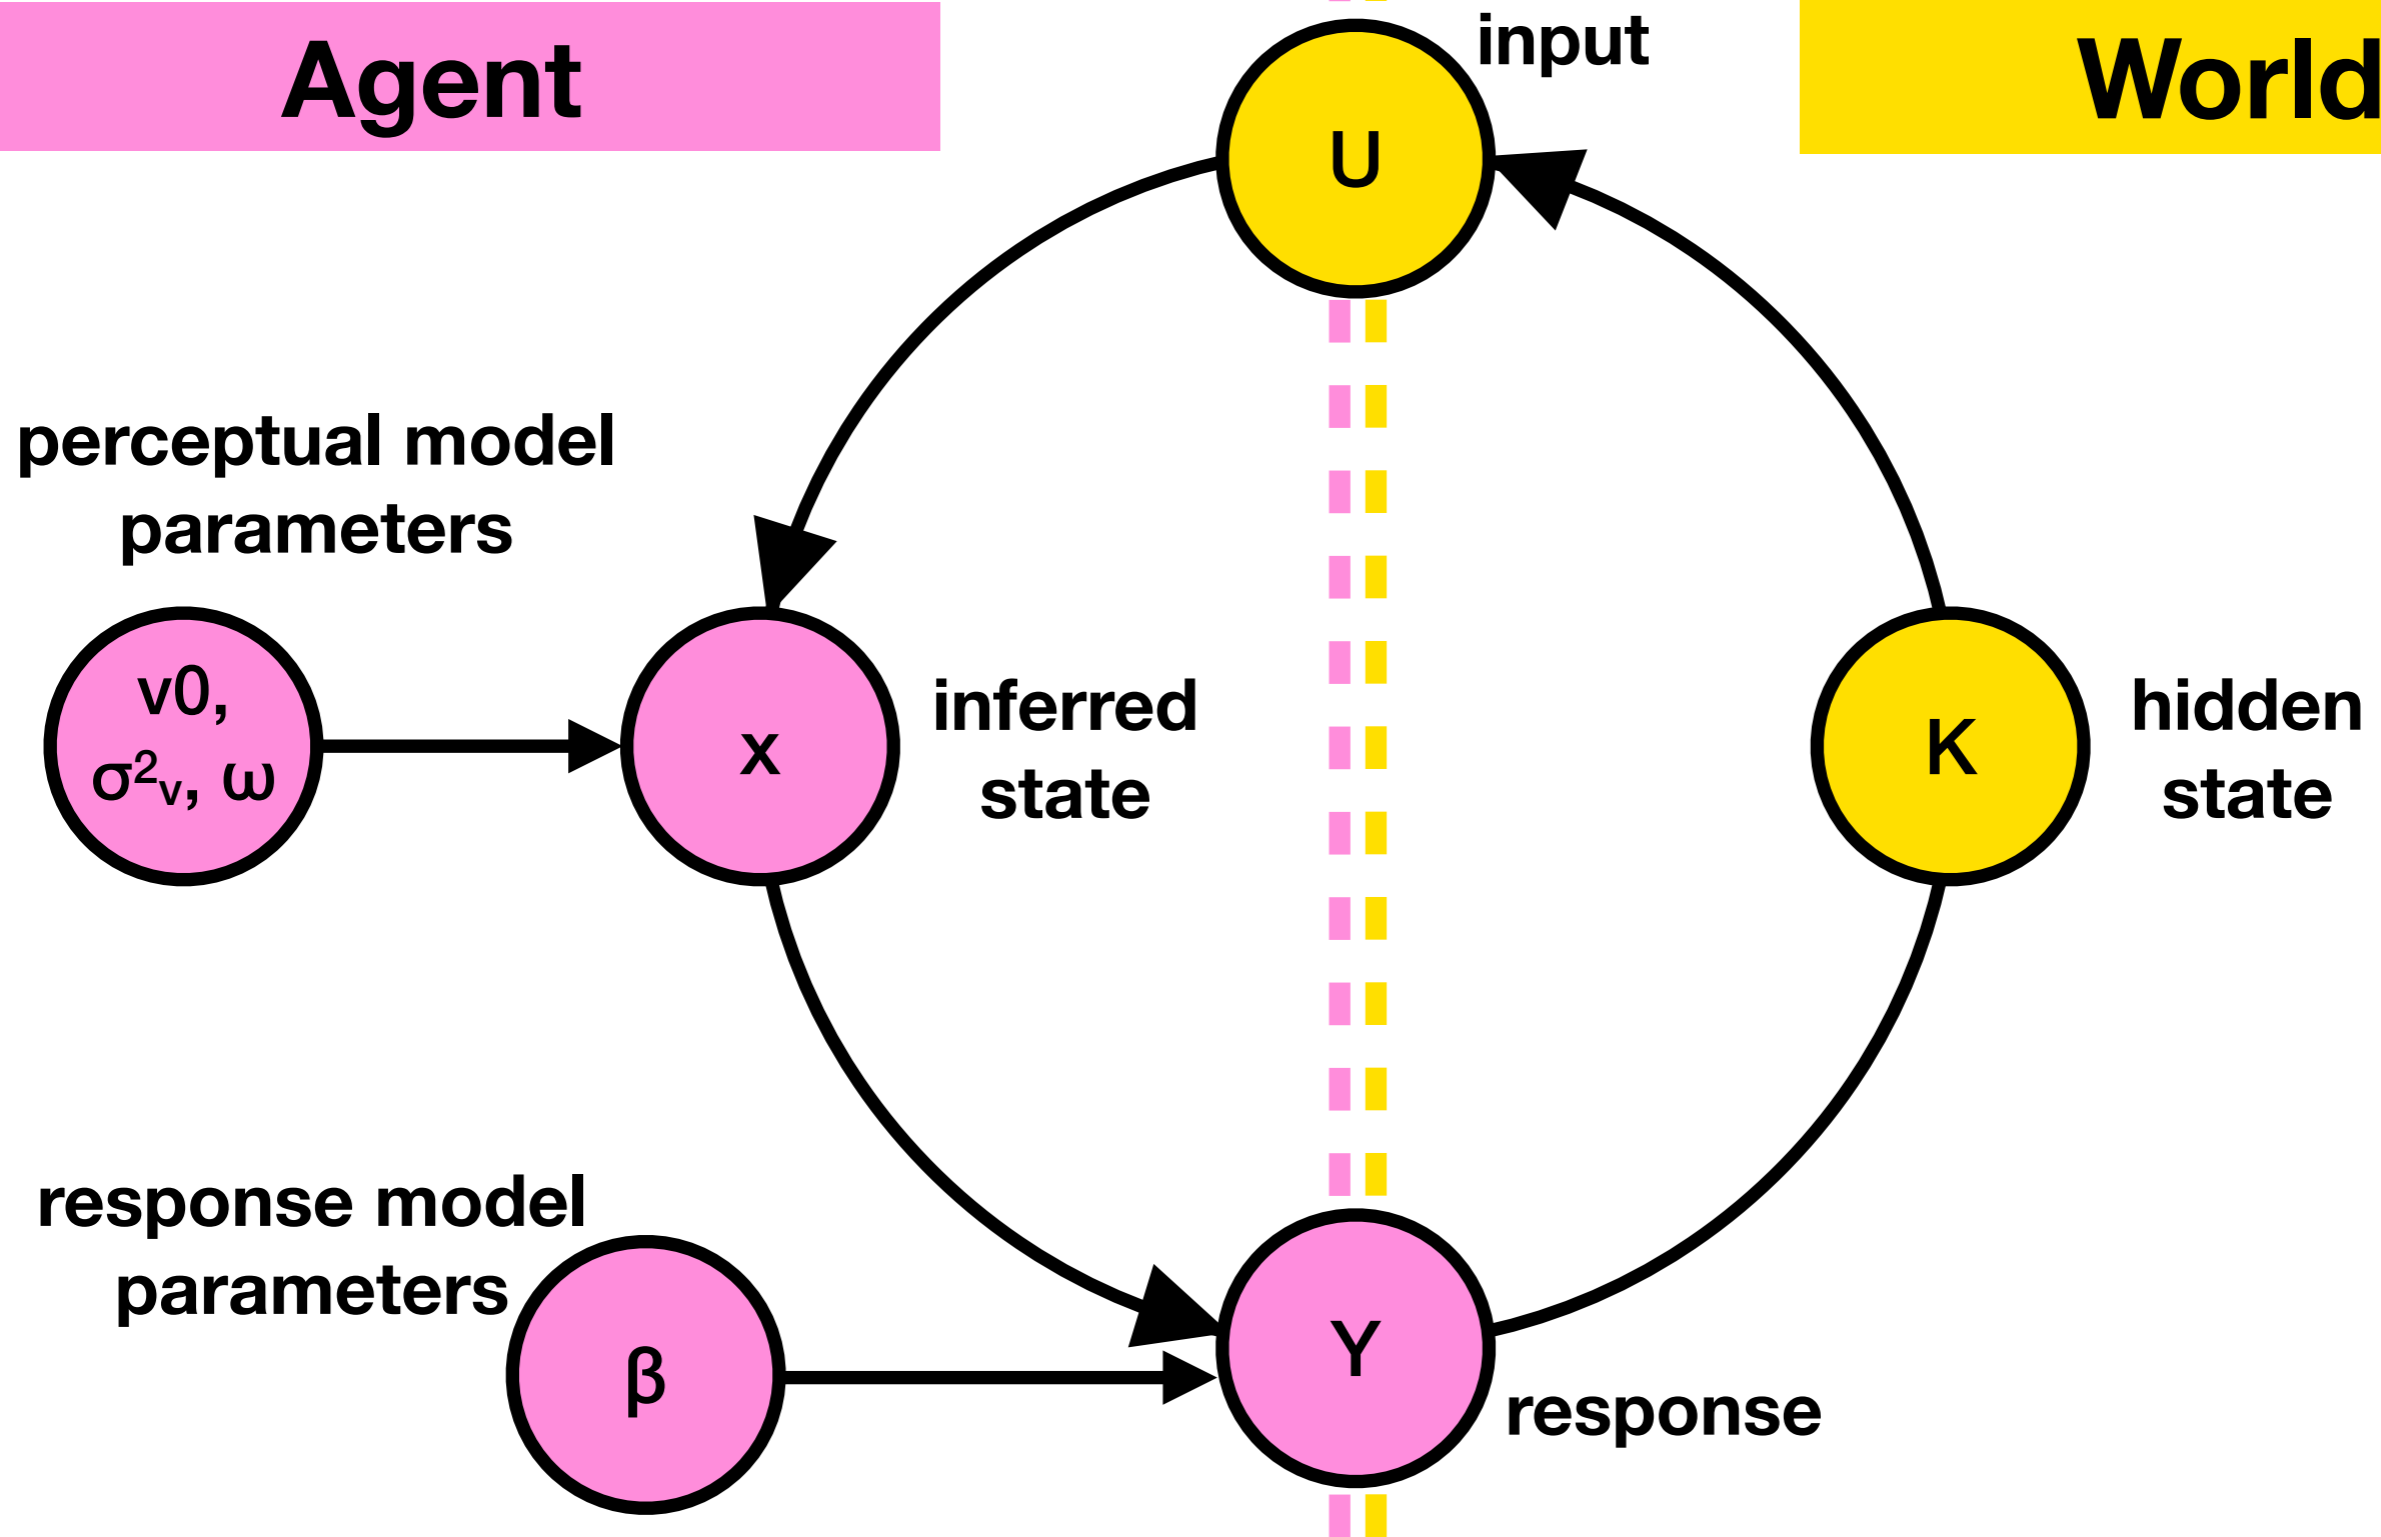 Agent
input
World
U
perceptual model
parameters
v0,
σ²ᵥ, ω
x
inferred
state
K
hidden
state
response model
parameters
β
Y
response